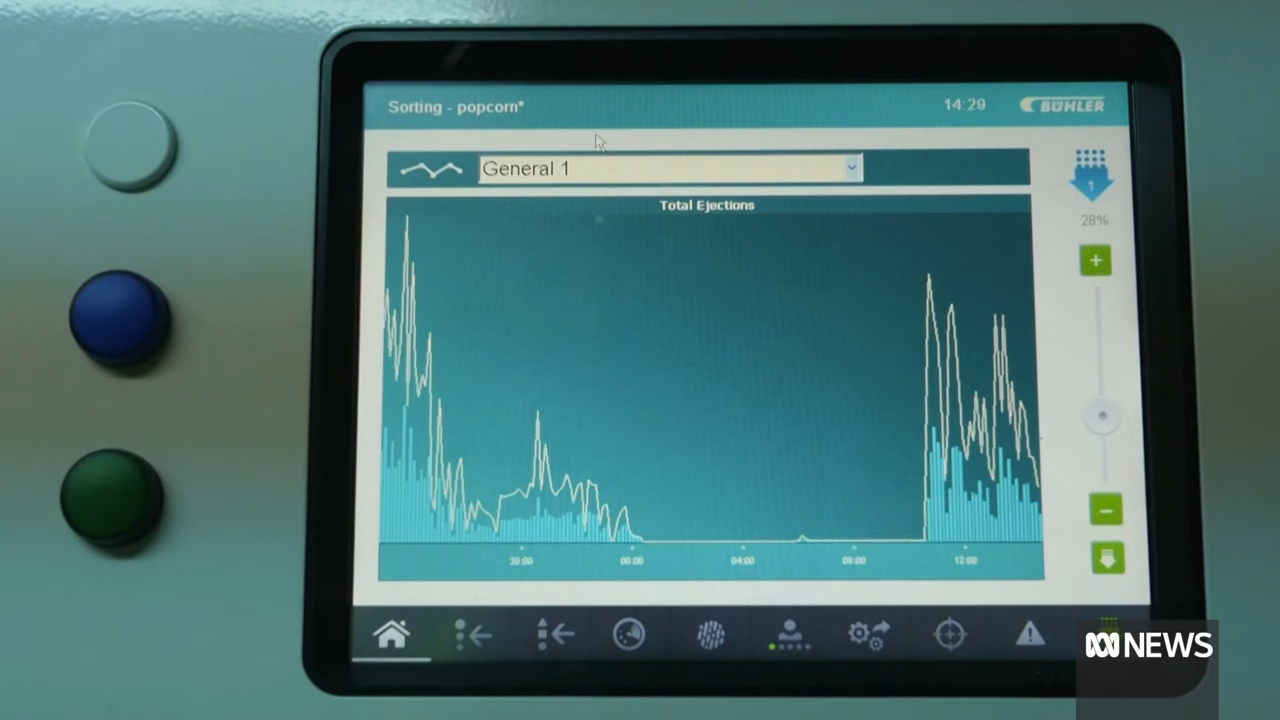 Sorting - popcorn*
14:29
BÜHLER
General 1
1
Total Ejections
28%
+
−
20:00
00:00
04:00
08:00
12:00
NEWS